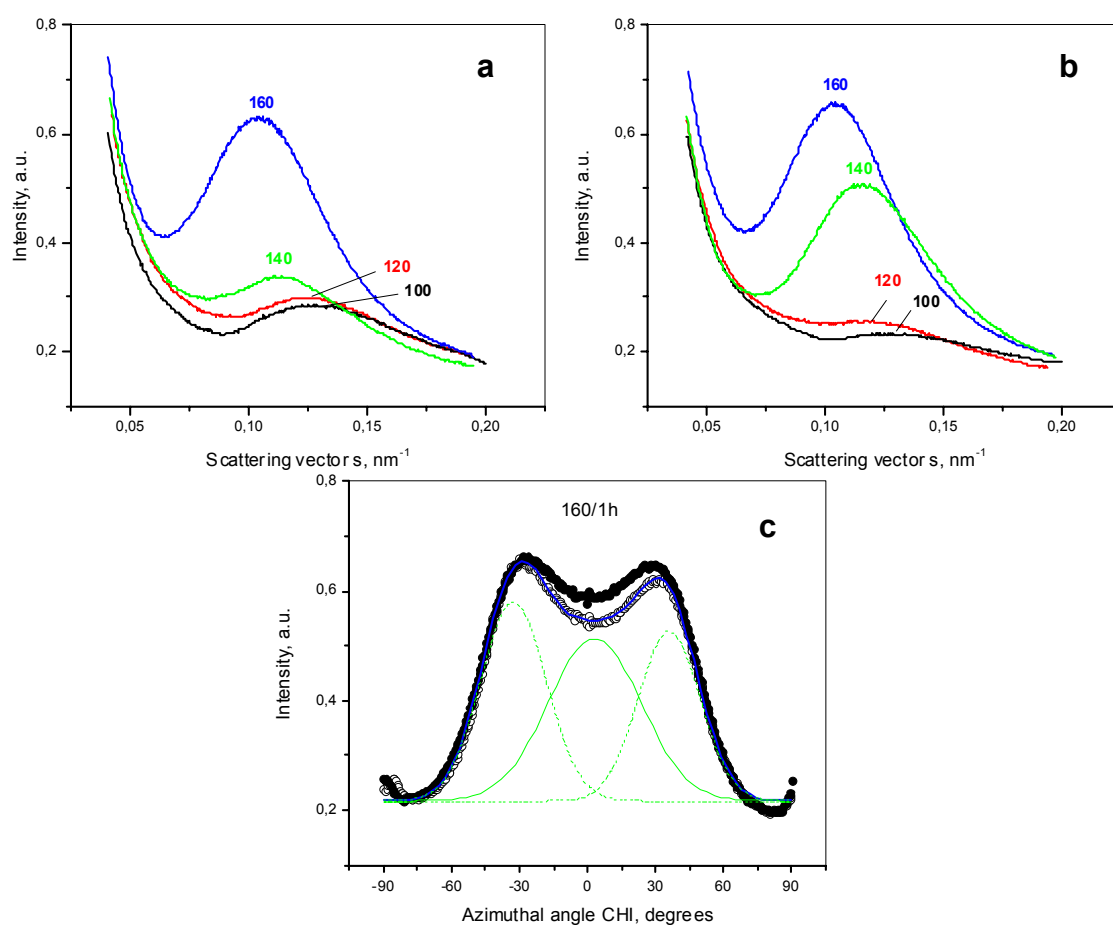 0,8
0,6
0,4
0,2
Intensity, a.u.
a
160
140
120
100
0,05 0,10 0,15 0,20
Scattering vector s, nm⁻¹
0,8
0,6
0,4
0,2
Intensity, a.u.
b
160
140
120
100
0,05 0,10 0,15 0,20
Scattering vector s, nm⁻¹
0,8
0,6
0,4
0,2
Intensity, a.u.
160/1h
c
-90 -60 -30 0 30 60 90
Azimuthal angle CHI, degrees